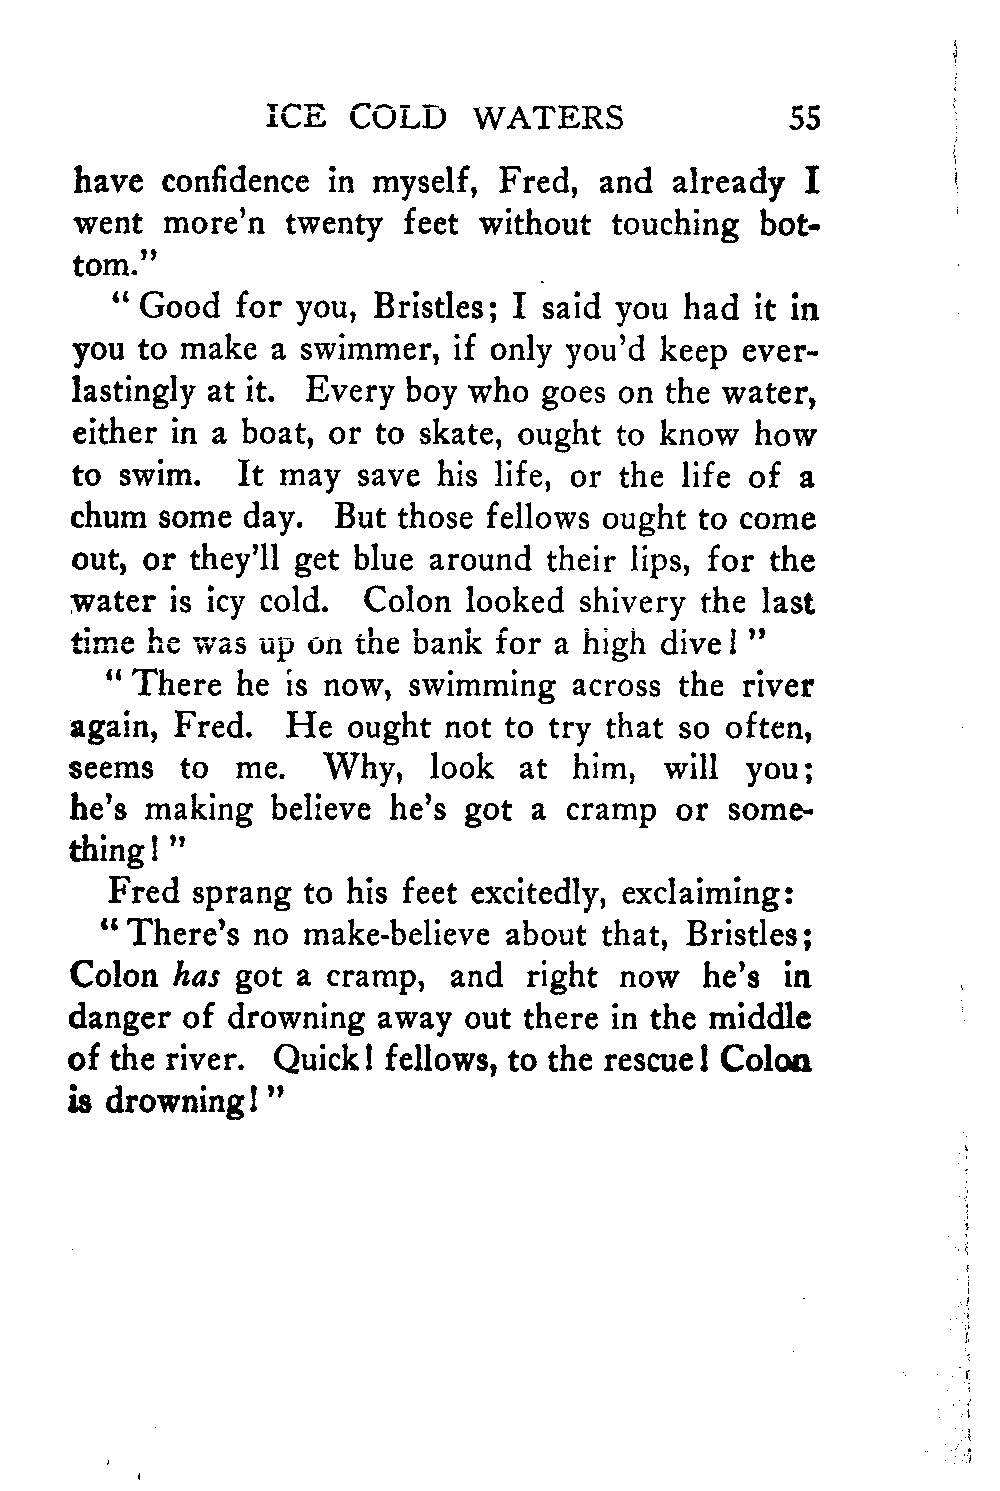 ICE COLD WATERS 55
have confidence in myself, Fred, and already I
went more'n twenty feet without touching bot-
tom."
" Good for you, Bristles; I said you had it in
you to make a swimmer, if only you'd keep ever-
lastingly at it. Every boy who goes on the water,
either in a boat, or to skate, ought to know how
to swim. It may save his life, or the life of a
chum some day. But those fellows ought to come
out, or they'll get blue around their lips, for the
water is icy cold. Colon looked shivery the last
time he was up on the bank for a high dive! "
" There he is now, swimming across the river
again, Fred. He ought not to try that so often,
seems to me. Why, look at him, will you;
he's making believe he's got a cramp or some-
thing! "
Fred sprang to his feet excitedly, exclaiming:
" There's no make-believe about that, Bristles;
Colon has got a cramp, and right now he's in
danger of drowning away out there in the middle
of the river. Quick! fellows, to the rescue! Colon
is drowning! "